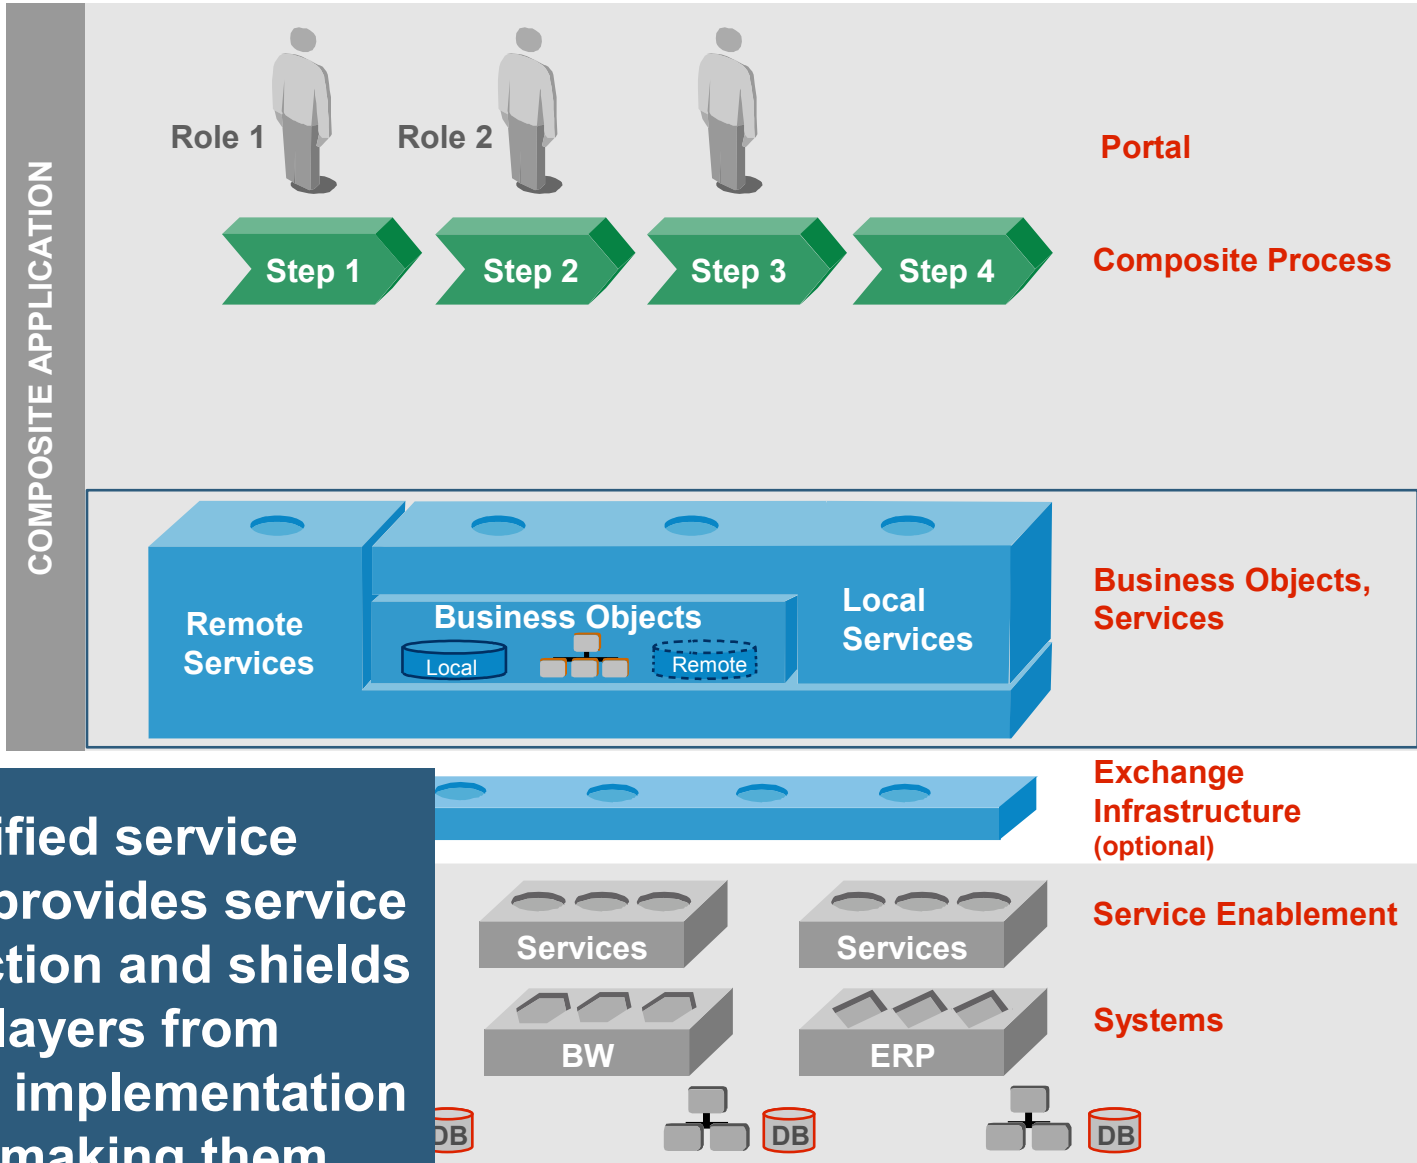 COMPOSITE APPLICATION
Role 1
Role 2
Portal
Step 1
Step 2
Step 3
Step 4
Composite Process
Remote
Services
Business Objects
Local
Remote
Local
Services
Business Objects,
Services
Exchange
Infrastructure
(optional)
ified service
provides service
ction and shields
layers from
implementation
making them
Services
Services
Service Enablement
BW
ERP
Systems
DB
DB
DB